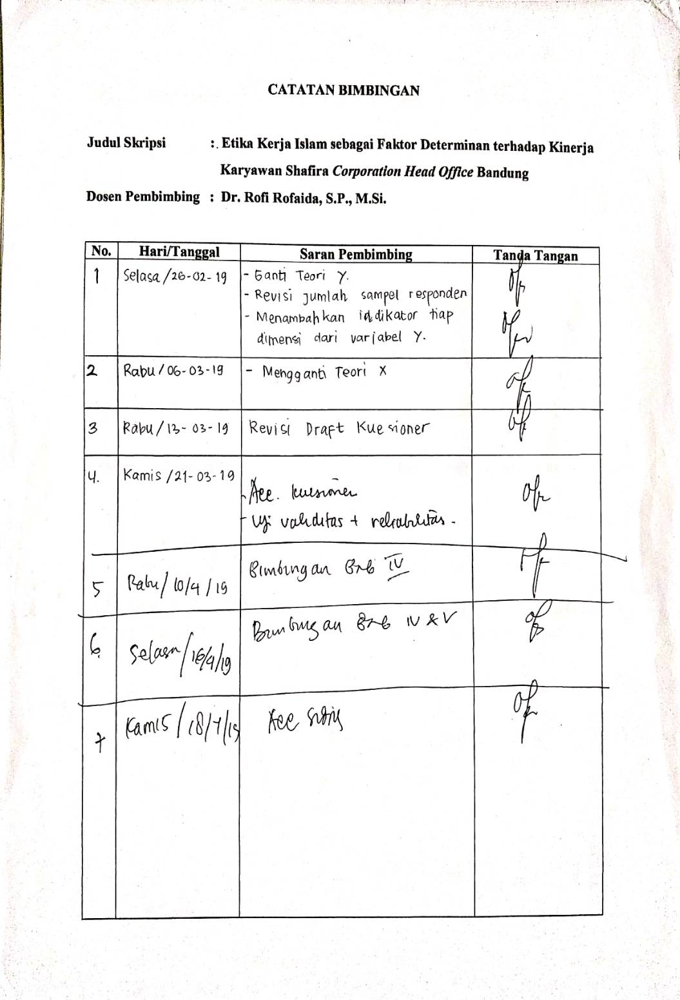 CATATAN BIMBINGAN
Judul Skripsi :. Etika Kerja Islam sebagai Faktor Determinan terhadap Kinerja
Karyawan Shafira Corporation Head Office Bandung
Dosen Pembimbing : Dr. Rofi Rofaida, S.P., M.Si.
No. Hari/Tanggal Saran Pembimbing Tanda Tangan
1 Selasa /26-02-19 - Ganti Teori Y.
- Revisi jumlah sampel responden
- Menambahkan indikator tiap
dimensi dari variabel Y.
2 Rabu / 06-03-19 - Mengganti Teori X
3 Rabu / 13-03-19 Revisi Draft Kuesioner
4. Kamis /21-03-19
- Acc. kuesioner
- Uji validitas + reliabilitas -
5 Rabu/ 10/4/19 Bimbingan Bab IV
6. Selasa/16/4/19 Bimbingan Bab IV & V
7 Kamis / 18/4/19 Acc